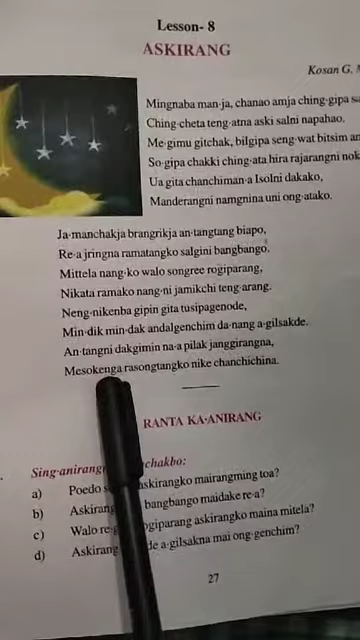 Lesson- 8
ASKIRANG
Kosan G.
Mingnaba man·ja, chanao amja ching·gipa
Ching·cheta teng·atna aski salni napahao.
Me·gimu gitchak, bilgipa seng·wat bitsim
So·gipa chakki ching·ata hira rajarangni
Ua gita chanchiman·a Isolni dakako,
Manderangni namgnina uni ong·atako.
Ja·manchakja brangrikja an·tangtang biapo,
Re·a jringna ramatangko salgini bangbango.
Mittela nang·ko walo songree rogiparang,
Nikata ramako nang·ni jamikchi teng·arang.
Neng·nikenba gipin gita tusipagenode,
Min·dik min·dak andalgenchim da·nang a·gilsakde.
An·tangni dakgimin na·a pilak janggirangna,
Mesokenga rasongtangko nike chanchichina.
RANTA KA·ANIRANG
Sing·anirang chakbo:
a) Poedo askirangko mairangming toa?
b) Askirang bangbango maidake re·a?
c) Walo re· ogiparang askirangko maina mitela?
d) Askirang de a·gilsakna mai ong·genchim?
27